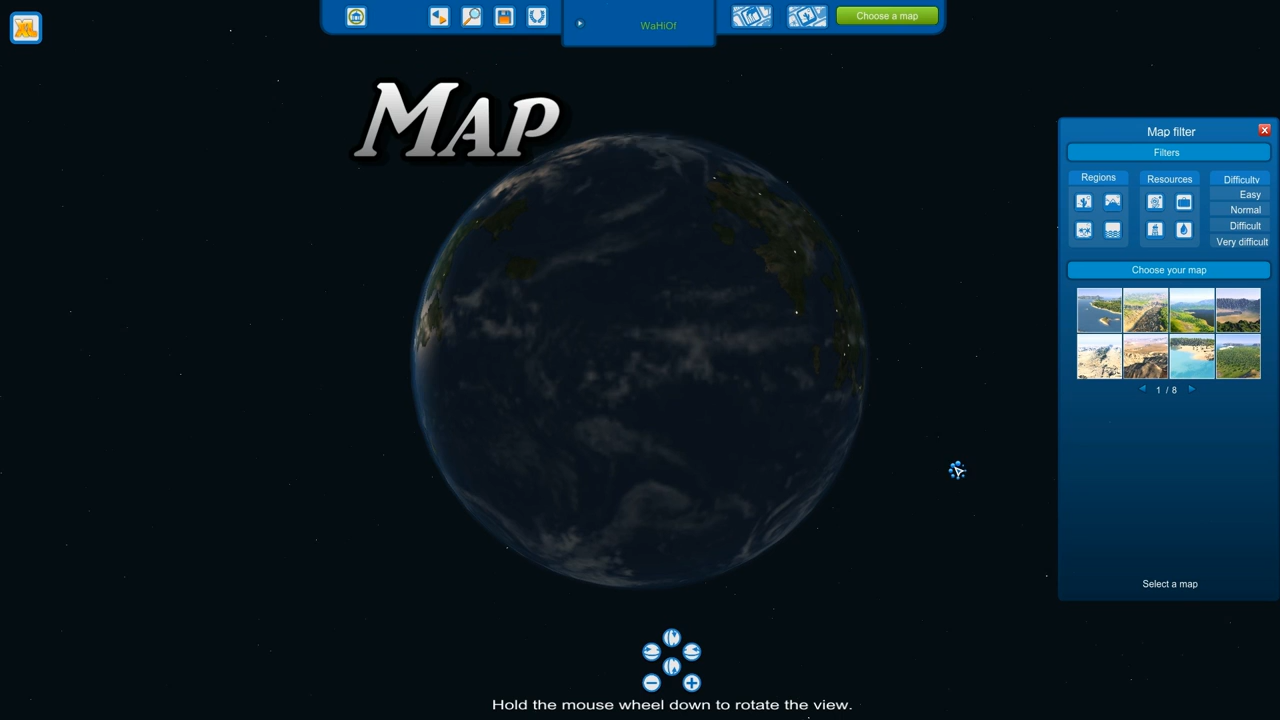 XL
WaHiOf
Choose a map
MAP
Map filter
Filters
Regions
Resources
Difficulty
Easy
Normal
Difficult
Very difficult
Choose your map
1 / 8
Select a map
Hold the mouse wheel down to rotate the view.